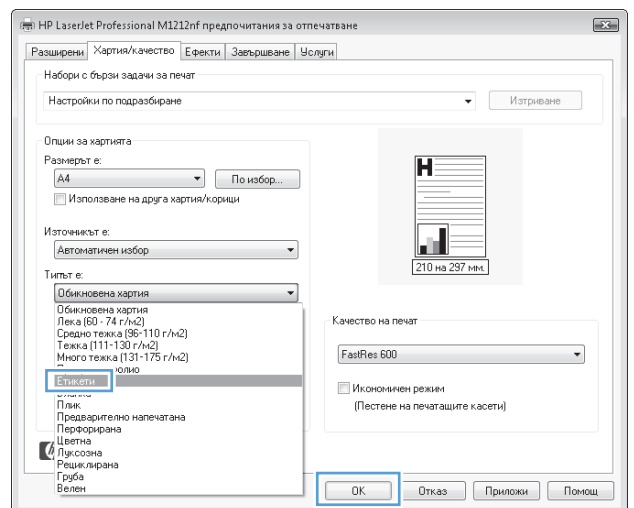 HP LaserJet Professional M1212nf предпочитания за отпечатване
Разширени Хартия/качество Ефекти Завършване Услуги
Набори с бързи задачи за печат
Настройки по подразбиране
Изтриване
Опции за хартията
Размерът е:
A4
По избор...
Използване на друга хартия/корици
Източникът е:
Автоматичен избор
Типът е:
Обикновена хартия
Обикновена хартия
Лека (60 - 74 г/м2)
Средно тежка (96-110 г/м2)
Тежка (111-130 г/м2)
Много тежка (131-175 г/м2)
Етикети
Плик
Предварително напечатана
Перфорирана
Цветна
Луксозна
Рециклирана
Груба
Велен
H
210 на 297 мм.
Качество на печат
FastRes 600
Икономичен режим
(Пестене на печатащите касети)
OK Отказ Приложи Помощ